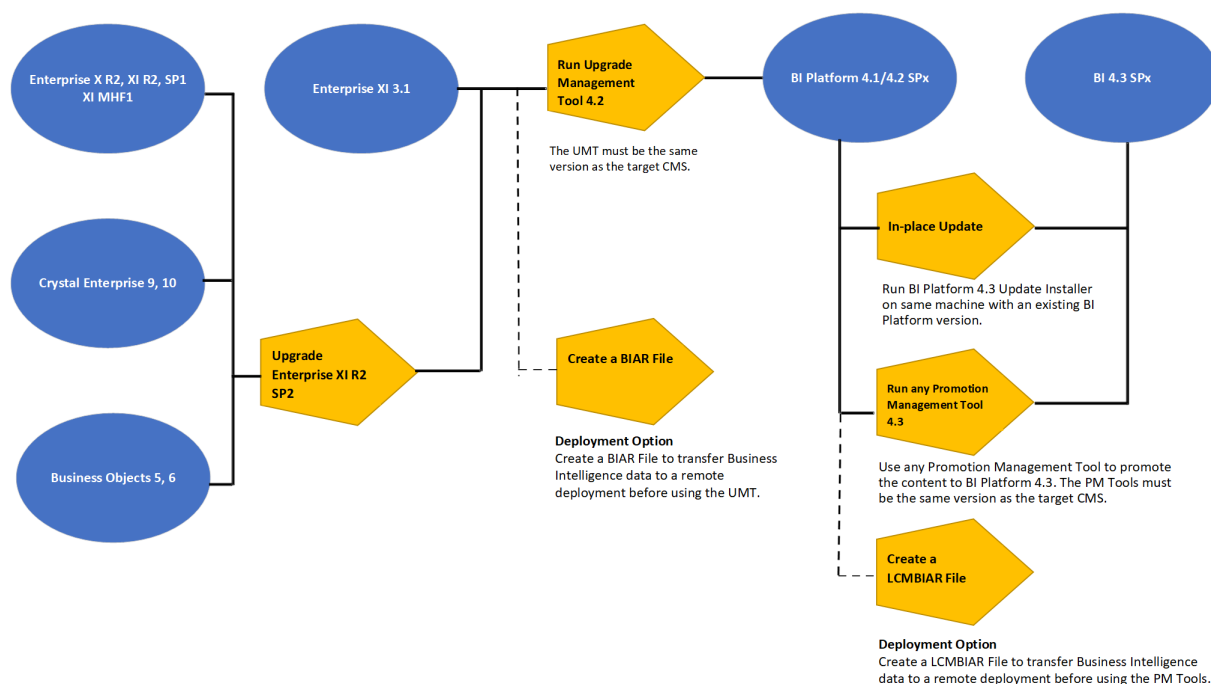 Enterprise X R2, XI R2, SP1
XI MHF1
Enterprise XI 3.1
Run Upgrade
Management
Tool 4.2
BI Platform 4.1/4.2 SPx
BI 4.3 SPx
The UMT must be the same
version as the target CMS.
In-place Update
Run BI Platform 4.3 Update Installer
on same machine with an existing BI
Platform version.
Crystal Enterprise 9, 10
Upgrade
Enterprise XI R2
SP2
Create a BIAR File
Run any Promotion
Management Tool
4.3
Deployment Option
Create a BIAR File to transfer Business
Intelligence data to a remote
deployment before using the UMT.
Use any Promotion Management Tool to promote
the content to BI Platform 4.3. The PM Tools must
be the same version as the target CMS.
Business Objects 5, 6
Create a
LCMBIAR File
Deployment Option
Create a LCMBIAR File to transfer Business Intelligence
data to a remote deployment before using the PM Tools.